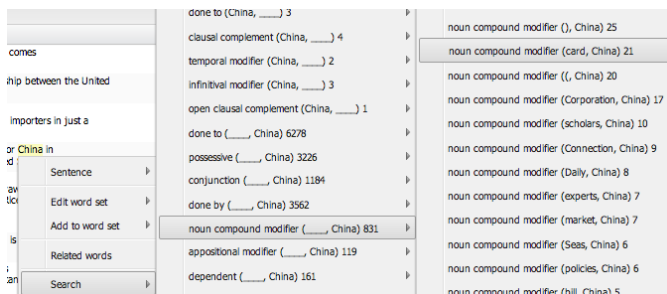 comes
ship between the United
importers in just a
or China in
is
Sentence
Edit word set
Add to word set
Related words
Search
done to (China, ____) 3
clausal complement (China, ____) 4
temporal modifier (China, ____) 2
infinitival modifier (China, ____) 3
open clausal complement (China, ____) 1
done to (____, China) 6278
possessive (____, China) 3226
conjunction (____, China) 1184
done by (____, China) 3562
noun compound modifier (____, China) 831
appositional modifier (____, China) 119
dependent (____, China) 161
noun compound modifier (), China) 25
noun compound modifier (card, China) 21
noun compound modifier ((, China) 20
noun compound modifier (Corporation, China) 17
noun compound modifier (scholars, China) 10
noun compound modifier (Connection, China) 9
noun compound modifier (Daily, China) 8
noun compound modifier (experts, China) 7
noun compound modifier (market, China) 7
noun compound modifier (Seas, China) 6
noun compound modifier (policies, China) 6
noun compound modifier (bill, China) 5